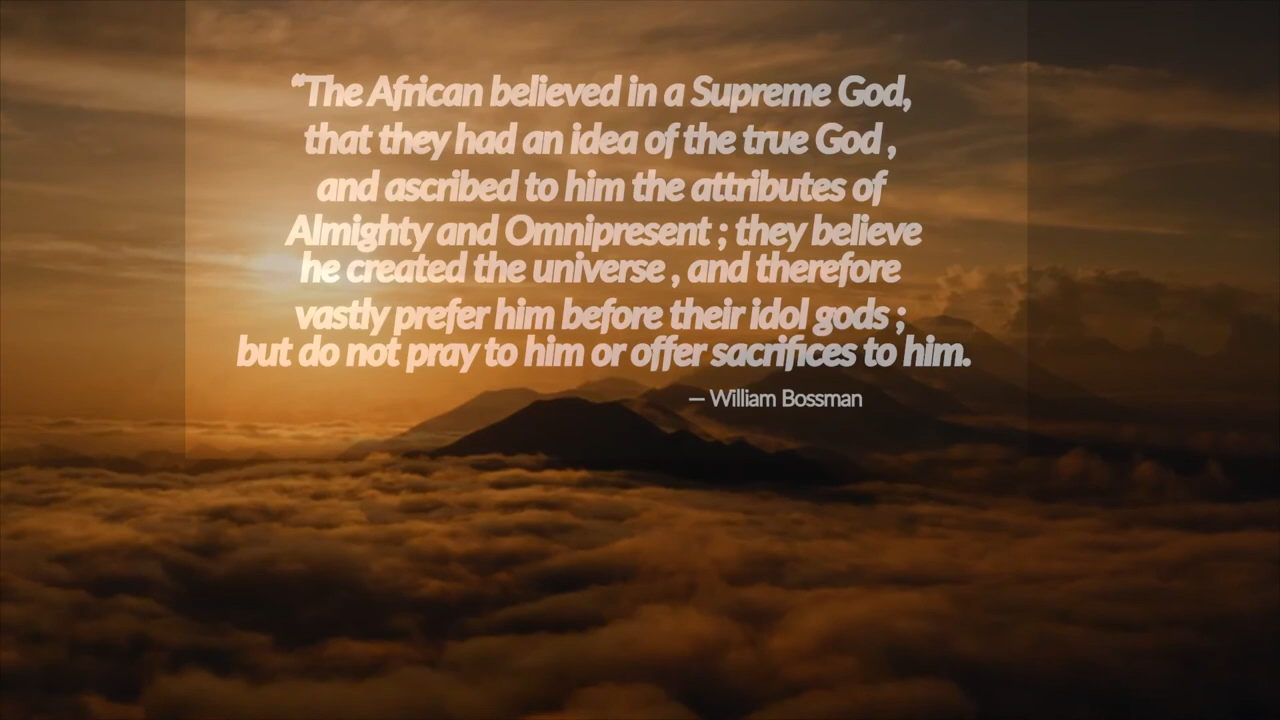 “The African believed in a Supreme God,
that they had an idea of the true God ,
and ascribed to him the attributes of
Almighty and Omnipresent ; they believe
he created the universe , and therefore
vastly prefer him before their idol gods ;
but do not pray to him or offer sacrifices to him.
— William Bossman